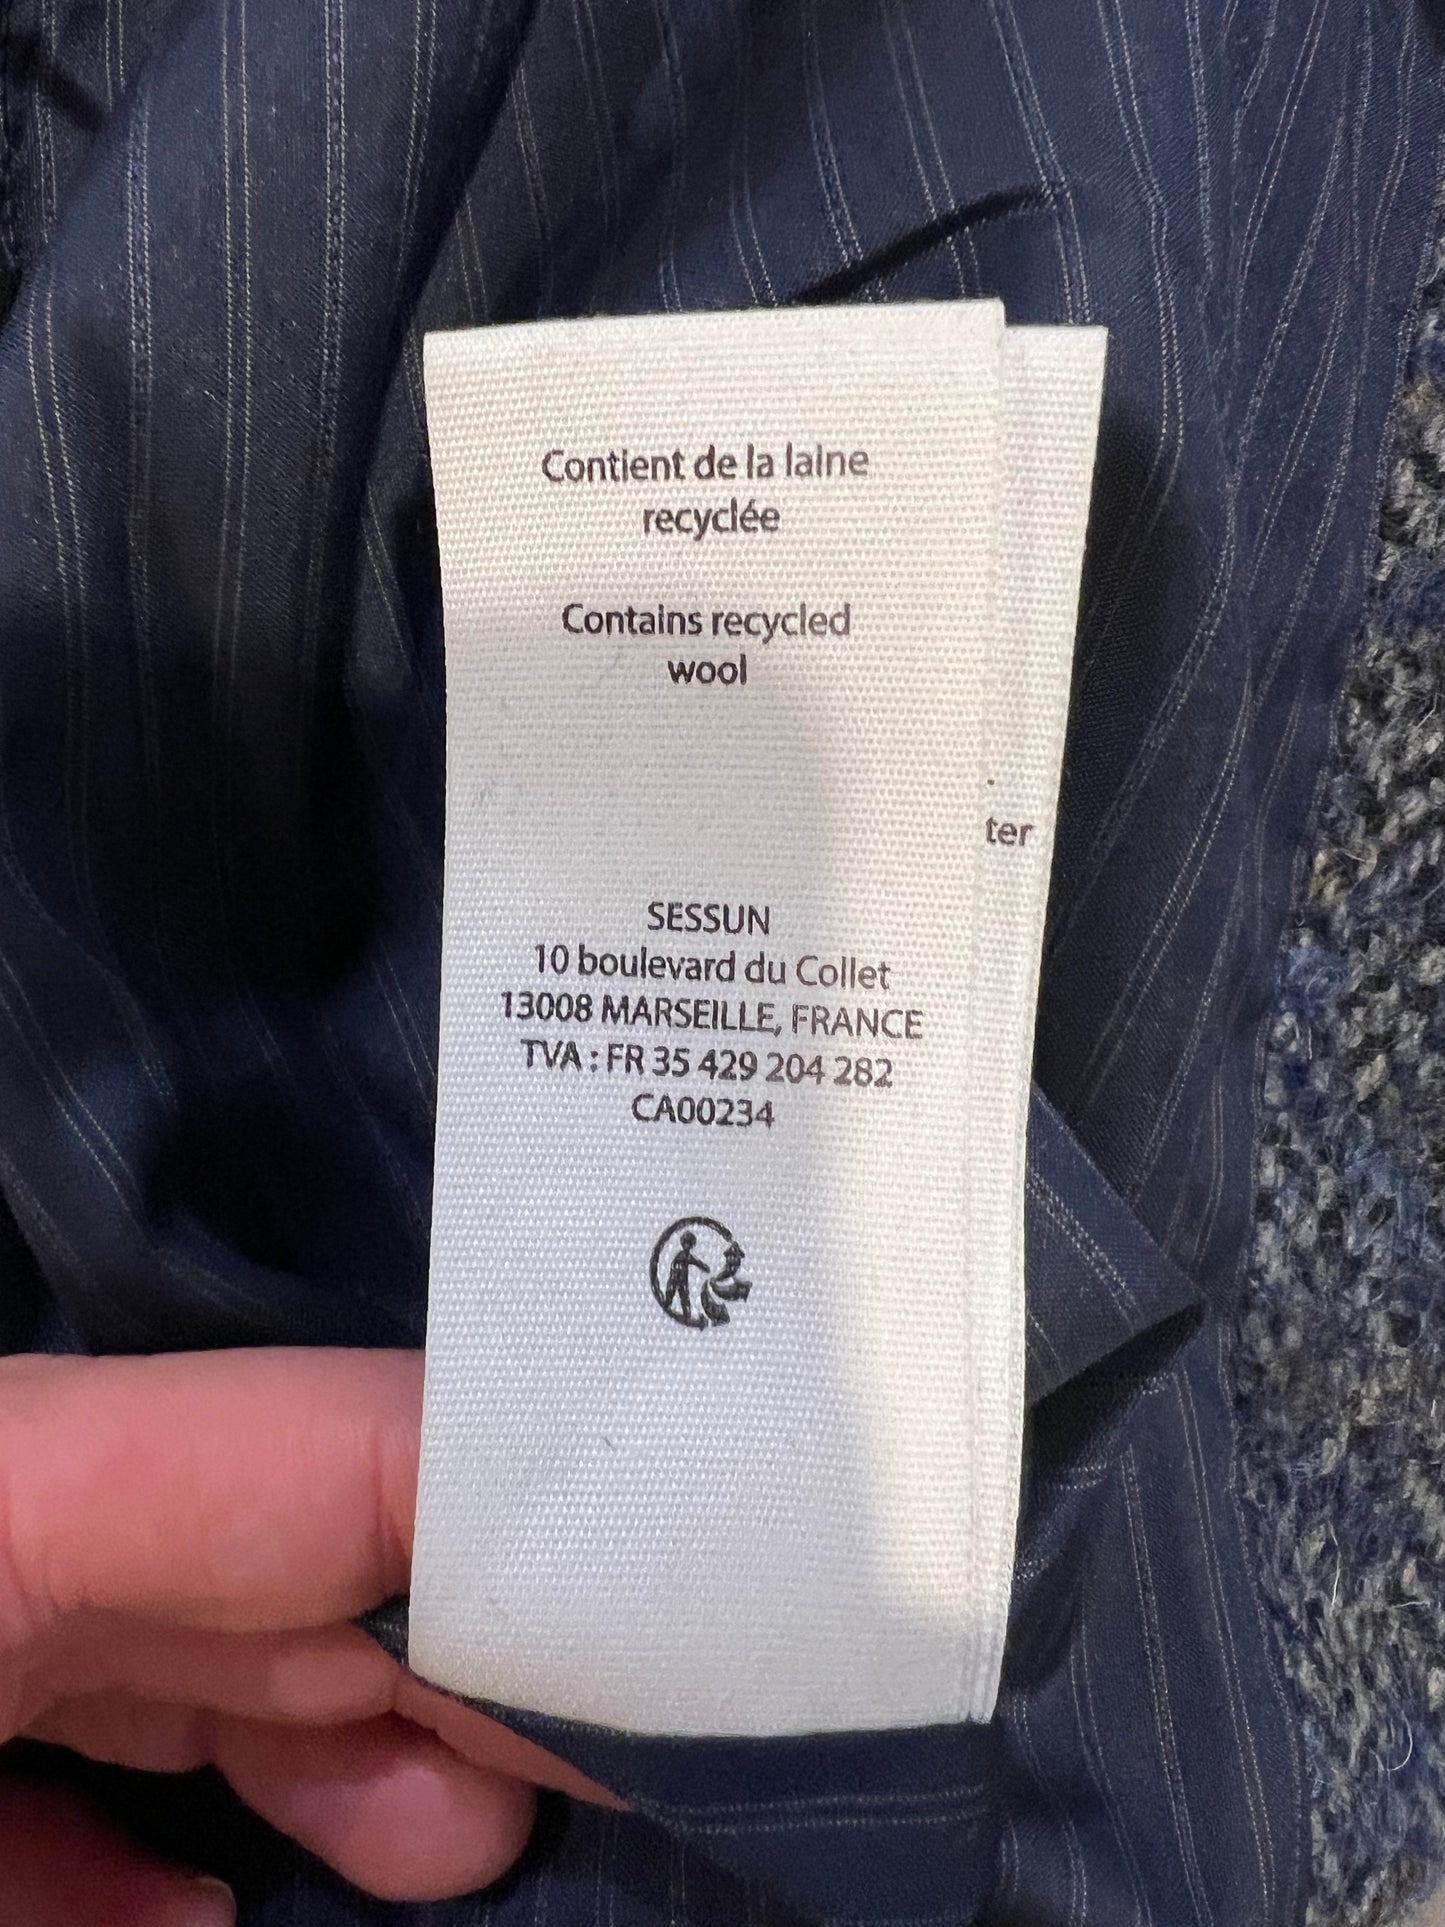 Contient de la laine
recyclée
Contains recycled
wool
ter
SESSUN
10 boulevard du Collet
13008 MARSEILLE, FRANCE
TVA : FR 35 429 204 282
CA00234